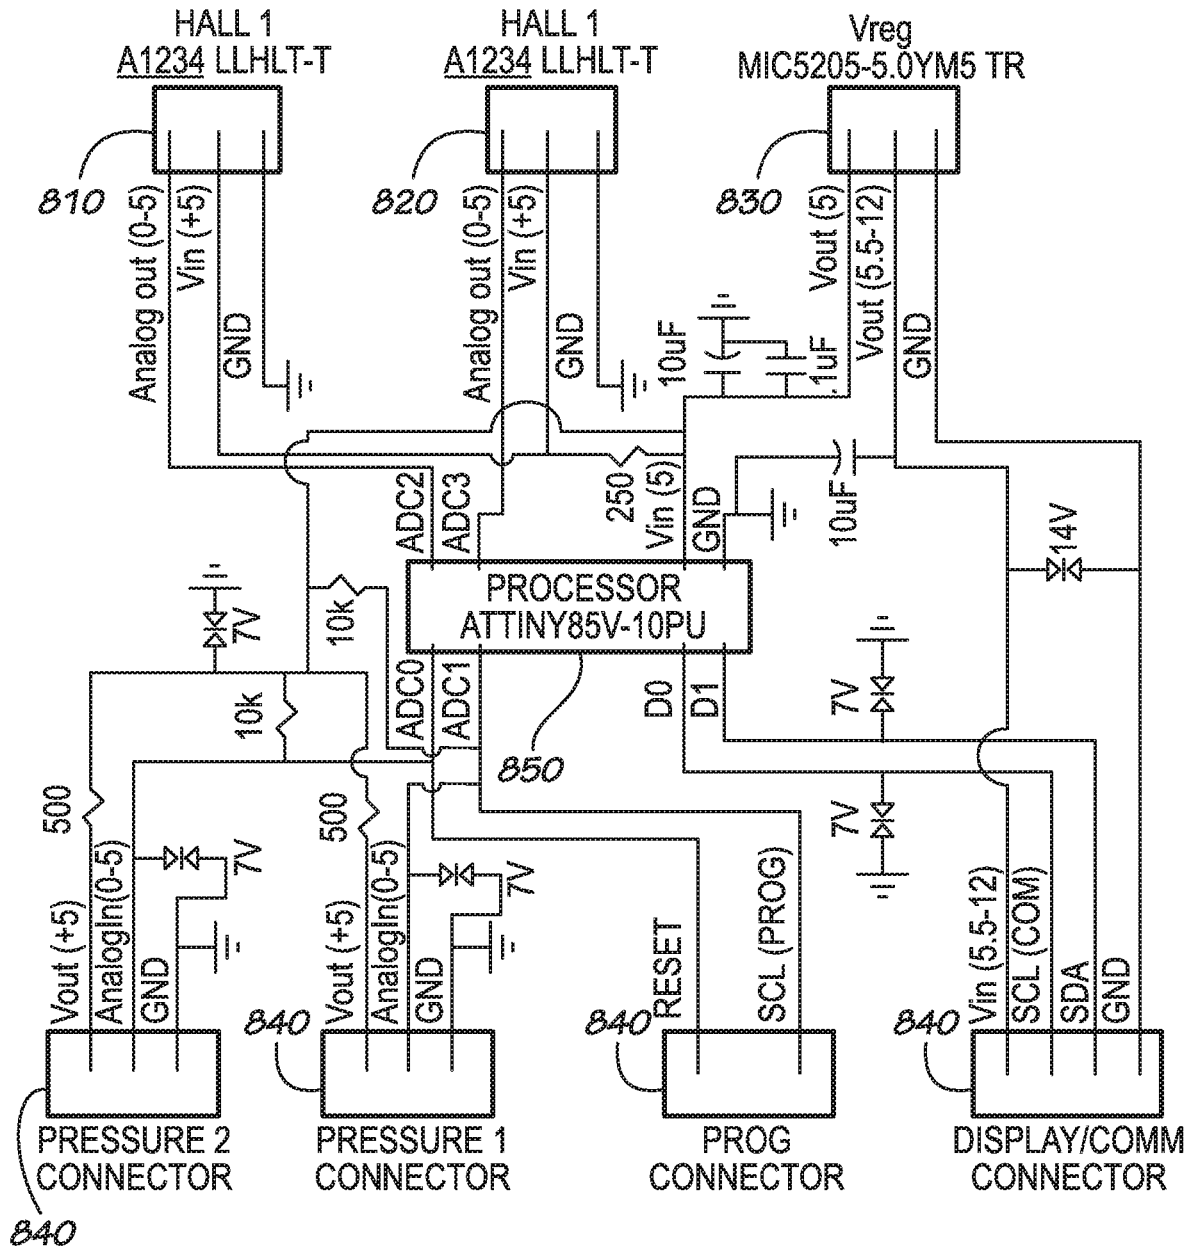 HALL 1
A1234 LLHLT-T
HALL 1
A1234 LLHLT-T
Vreg
MIC5205-5.0YM5 TR
810
820
830
Analog out (0-5)
Vin (+5)
GND
Analog out (0-5)
Vin (+5)
GND
Vout (5)
Vout (5.5-12)
GND
10uF
.1uF
250
10uF
14V
ADC2
ADC3
Vin (5)
GND
PROCESSOR
ATTINY85V-10PU
7V
10k
ADC0
ADC1
D0
D1
7V
10k
850
500
500
7V
7V
7V
Vout (+5)
AnalogIn(0-5)
GND
Vout (+5)
AnalogIn(0-5)
GND
RESET
SCL (PROG)
Vin (5.5-12)
SCL (COM)
SDA
GND
840
840
840
PRESSURE 2
CONNECTOR
PRESSURE 1
CONNECTOR
PROG
CONNECTOR
DISPLAY/COMM
CONNECTOR
840